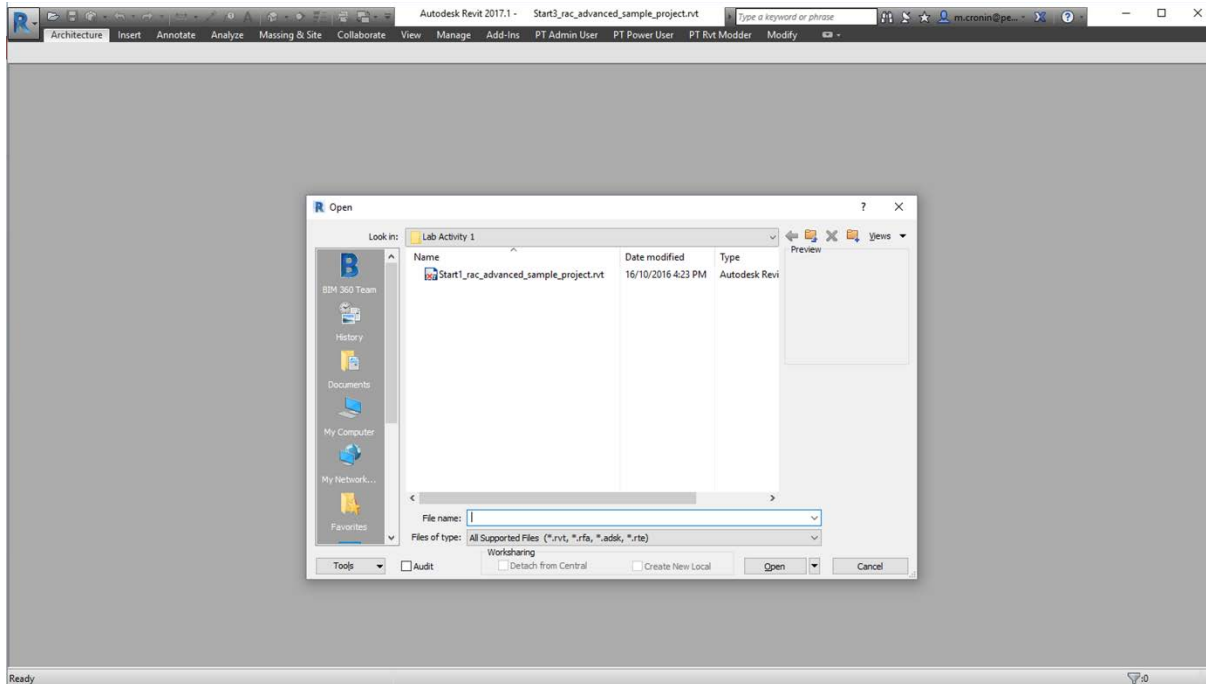 Autodesk Revit 2017.1 - Start3_rac_advanced_sample_project.rvt Type a keyword or phrase m.cronin@pe...
Architecture Insert Annotate Analyze Massing & Site Collaborate View Manage Add-Ins PT Admin User PT Power User PT Rvt Modder Modify
Open
Look in: Lab Activity 1 Views
Name Date modified Type Preview
Start1_rac_advanced_sample_project.rvt 16/10/2016 4:23 PM Autodesk Revi
BIM 360 Team
History
Documents
My Computer
My Network...
Favorites
File name:
Files of type: All Supported Files (*.rvt, *.rfa, *.adsk, *.rte)
Worksharing
Tools Audit Detach from Central Create New Local Open Cancel
Ready :0